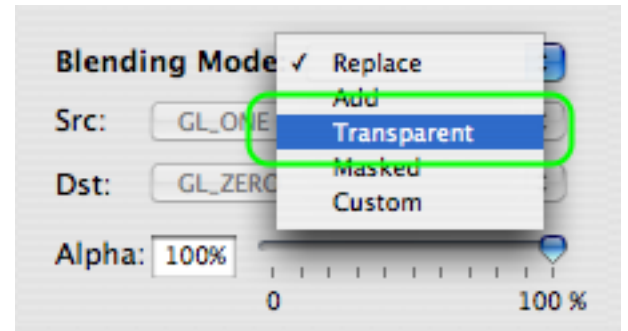 Blending Mode ✓ Replace
Add
Src: GL_ONE
Transparent
Masked
Dst: GL_ZERO
Custom
Alpha: 100%
0 100 %